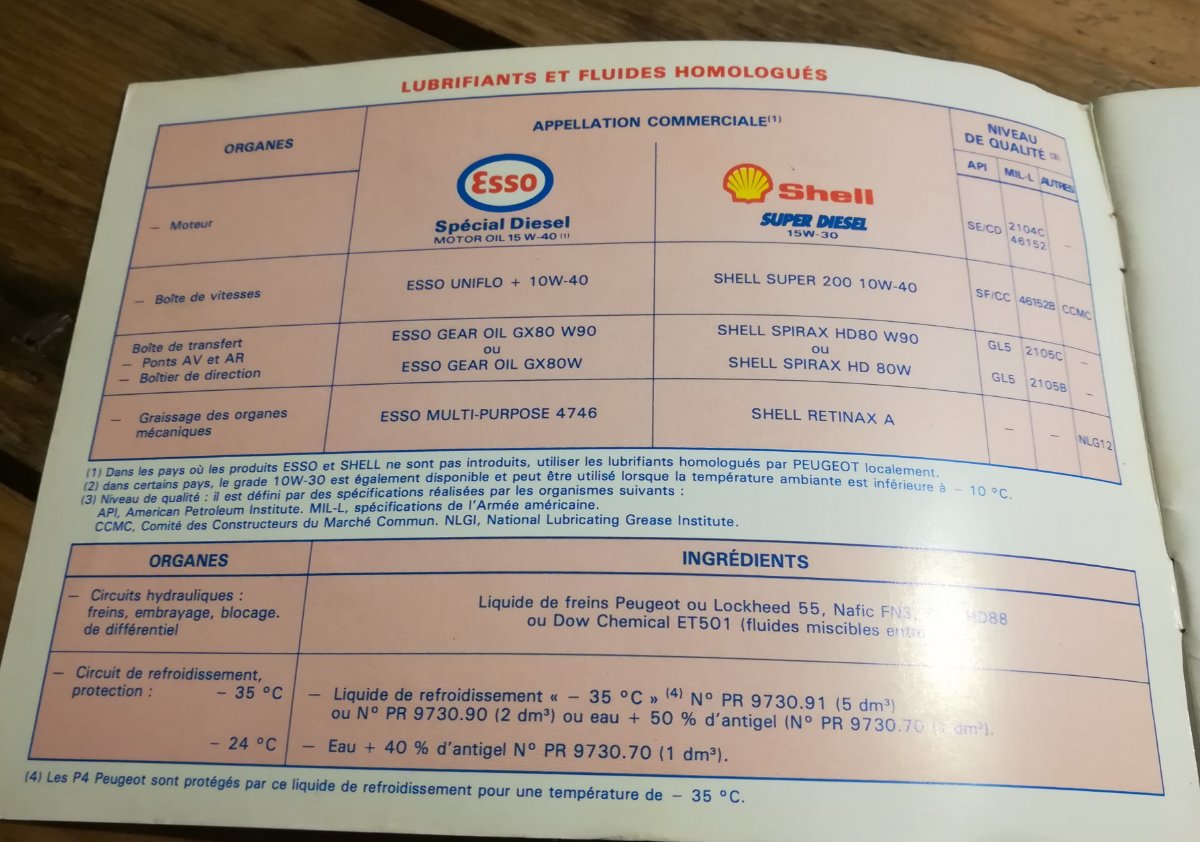 LUBRIFIANTS ET FLUIDES HOMOLOGUÉS
ORGANES
APPELLATION COMMERCIALE(1)
NIVEAU
DE QUALITÉ (3)
API MIL-L AUTRES
Esso
Shell
Spécial Diesel
MOTOR OIL 15 W-40 (1)
SUPER DIESEL
15W-30
– Moteur
SE/CD
2104C
46152
–
– Boîte de vitesses
ESSO UNIFLO + 10W-40
SHELL SUPER 200 10W-40
SF/CC 46152B CCMC
Boîte de transfert
– Ponts AV et AR
– Boîtier de direction
ESSO GEAR OIL GX80 W90
ou
ESSO GEAR OIL GX80W
SHELL SPIRAX HD80 W90
ou
SHELL SPIRAX HD 80W
GL5 2105C –
GL5 2105B –
– Graissage des organes
mécaniques
ESSO MULTI-PURPOSE 4746
SHELL RETINAX A
– – NLG12
(1) Dans les pays où les produits ESSO et SHELL ne sont pas introduits, utiliser les lubrifiants homologués par PEUGEOT localement.
(2) dans certains pays, le grade 10W-30 est également disponible et peut être utilisé lorsque la température ambiante est inférieure à – 10 °C.
(3) Niveau de qualité : il est défini par des spécifications réalisées par les organismes suivants :
API, American Petroleum Institute. MIL-L, spécifications de l'Armée américaine.
CCMC, Comité des Constructeurs du Marché Commun. NLGI, National Lubricating Grease Institute.
ORGANES
INGRÉDIENTS
– Circuits hydrauliques :
freins, embrayage, blocage.
de différentiel
Liquide de freins Peugeot ou Lockheed 55, Nafic FN3, HD88
ou Dow Chemical ET501 (fluides miscibles
– Circuit de refroidissement,
protection : – 35 °C
– Liquide de refroidissement « – 35 °C » (4) N° PR 9730.91 (5 dm³)
ou N° PR 9730.90 (2 dm³) ou eau + 50 % d'antigel (N° PR 9730.70 (1 dm³).
– 24 °C
– Eau + 40 % d'antigel N° PR 9730.70 (1 dm³).
(4) Les P4 Peugeot sont protégés par ce liquide de refroidissement pour une température de – 35 °C.